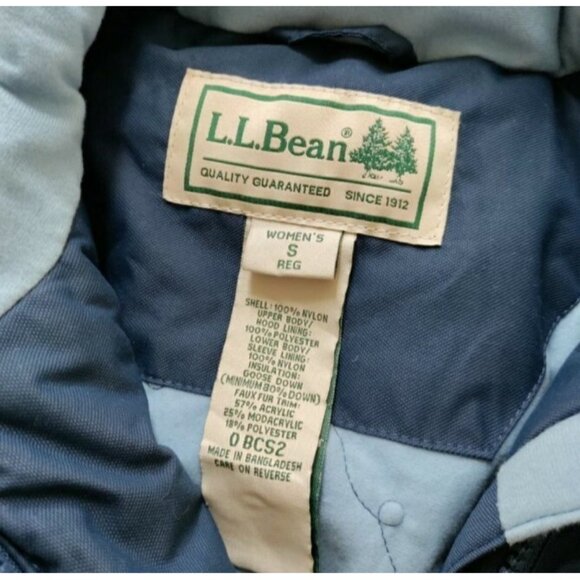 L.L.Bean®
QUALITY GUARANTEED SINCE 1912
WOMEN'S
S
REG
SHELL: 100% NYLON
UPPER BODY/
HOOD LINING:
100% POLYESTER
LOWER BODY/
SLEEVE LINING:
100% NYLON
INSULATION:
GOOSE DOWN
(MINIMUM 80% DOWN)
FAUX FUR TRIM:
57% ACRYLIC
25% MODACRYLIC
18% POLYESTER
0 BCS2
MADE IN BANGLADESH
CARE ON REVERSE